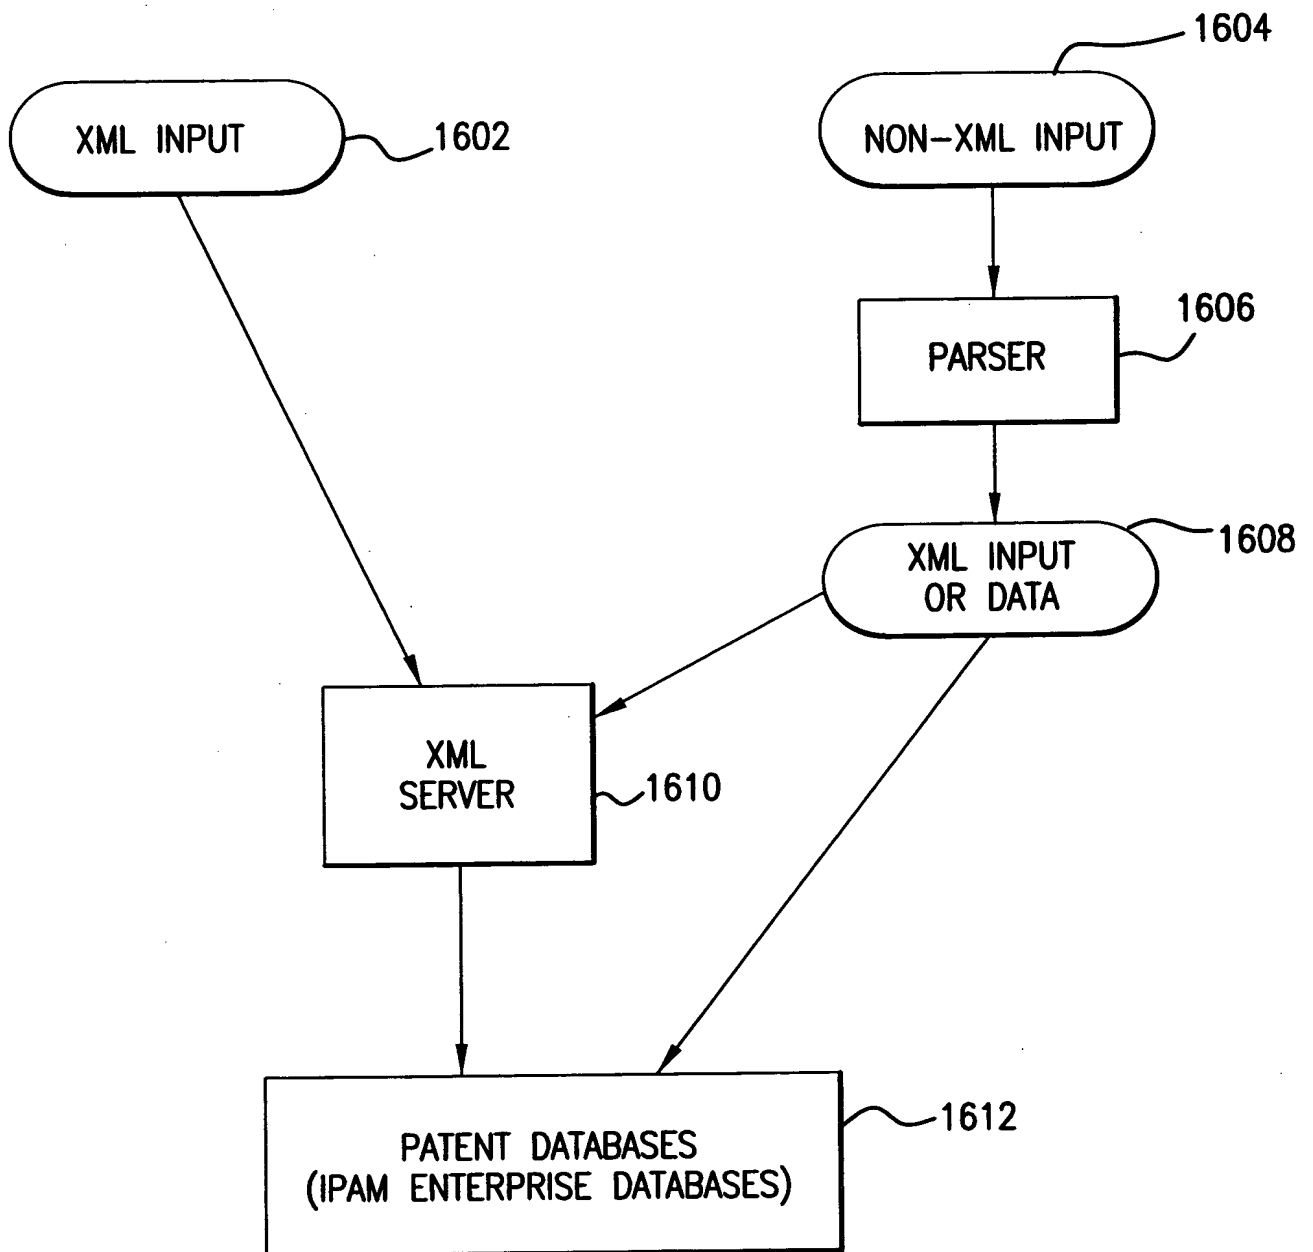 1604
XML INPUT
1602
NON-XML INPUT
1606
PARSER
1608
XML INPUT
OR DATA
XML
SERVER
1610
1612
PATENT DATABASES
(IPAM ENTERPRISE DATABASES)